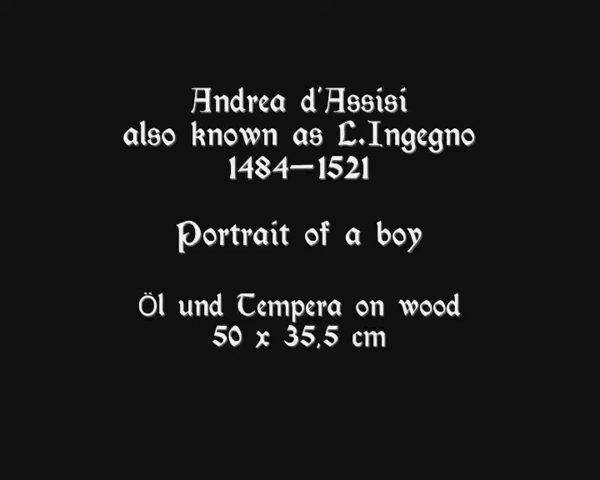 Andrea d'Assisi
also known as L.Ingegno
1484–1521
Portrait of a boy
Öl und Tempera on wood
50 x 35,5 cm